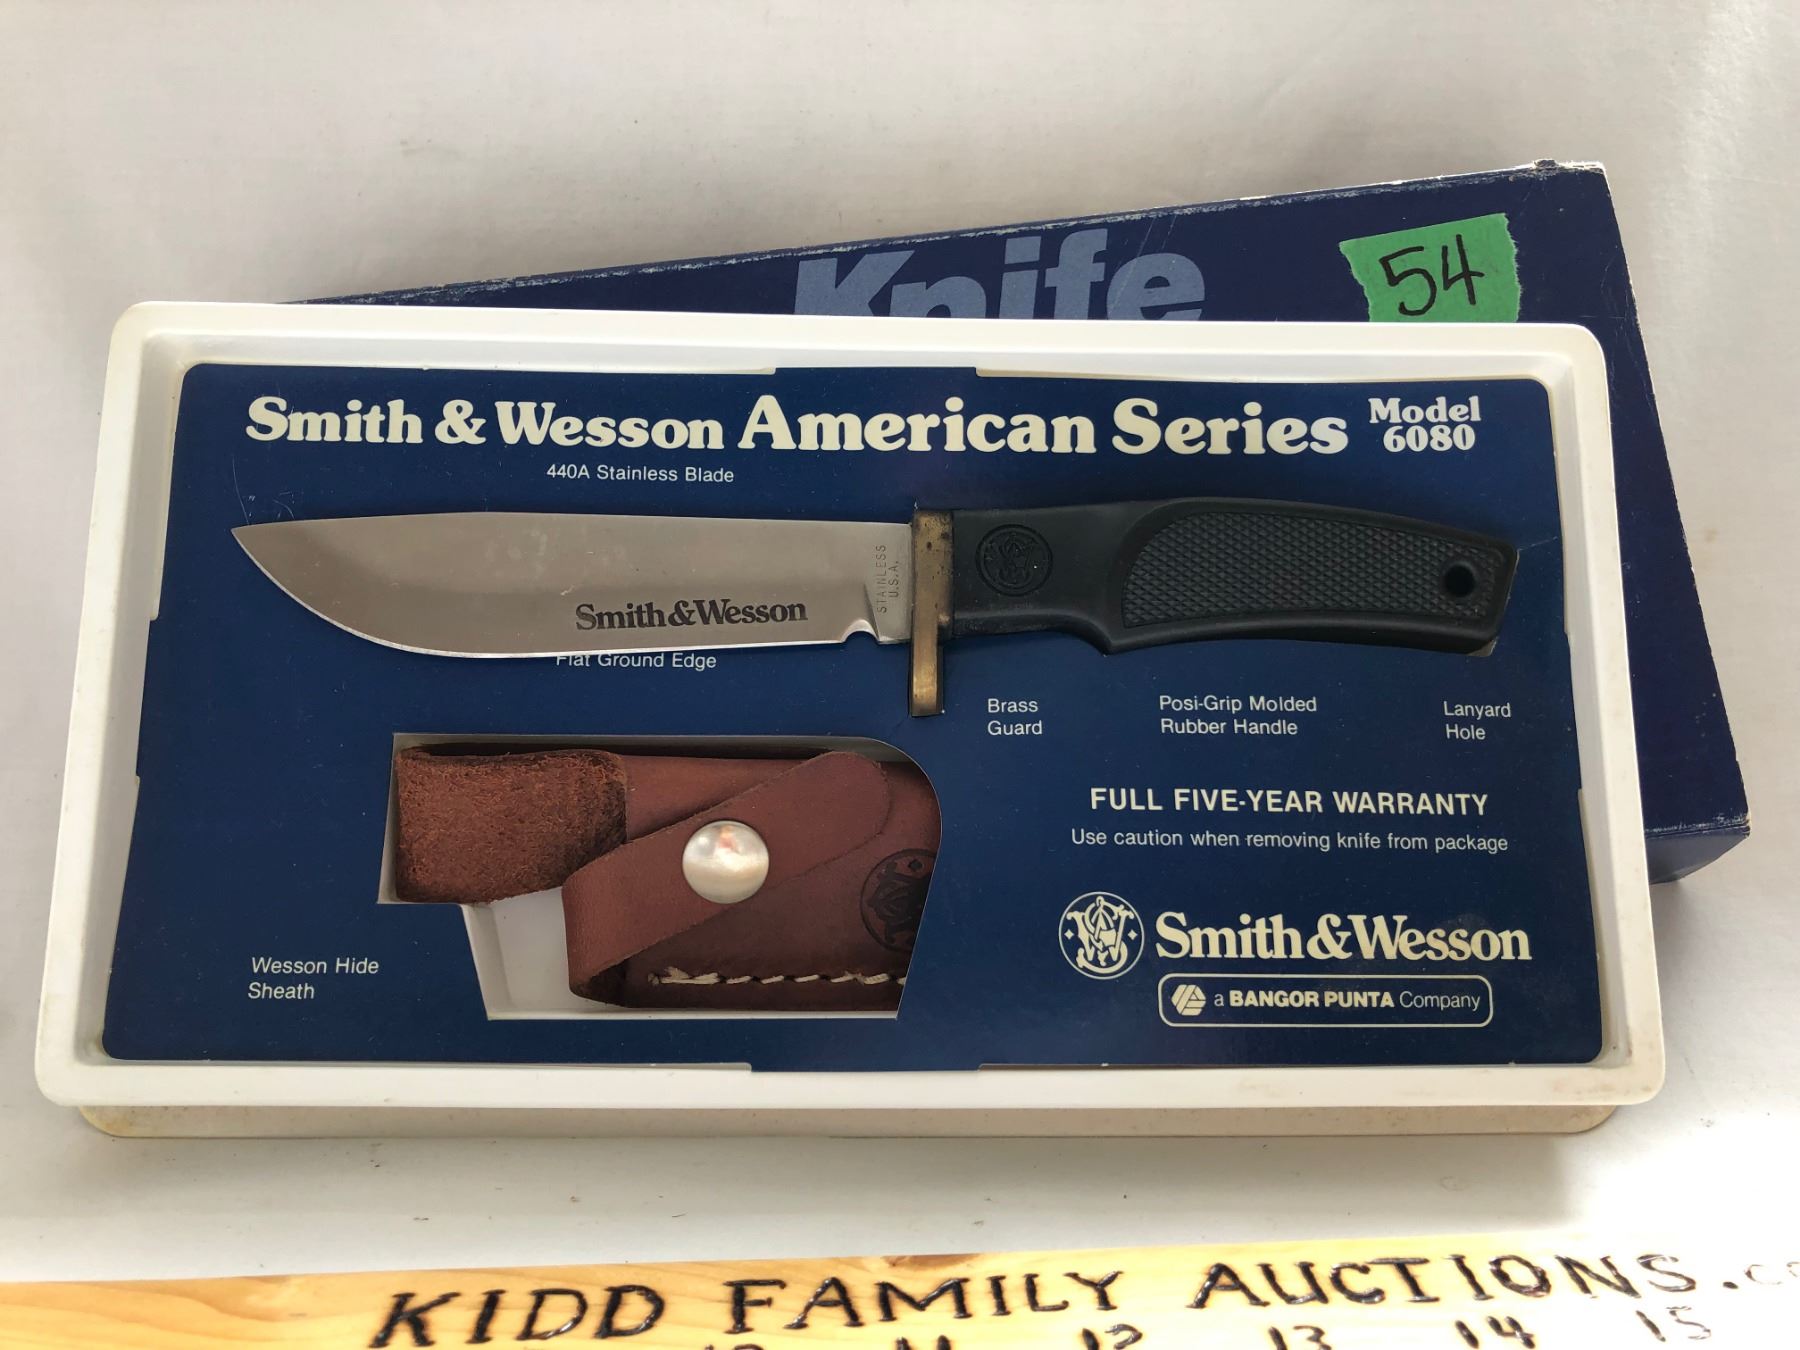 Knife
54
Smith & Wesson American Series Model 6080
440A Stainless Blade
STAINLESS
U.S.A.
Smith&Wesson
Flat Ground Edge
Brass
Guard
Posi-Grip Molded
Rubber Handle
Lanyard
Hole
FULL FIVE-YEAR WARRANTY
Use caution when removing knife from package
Wesson Hide
Sheath
Smith&Wesson
a BANGOR PUNTA Company
KIDD FAMILY AUCTIONS.
12 13 14 15